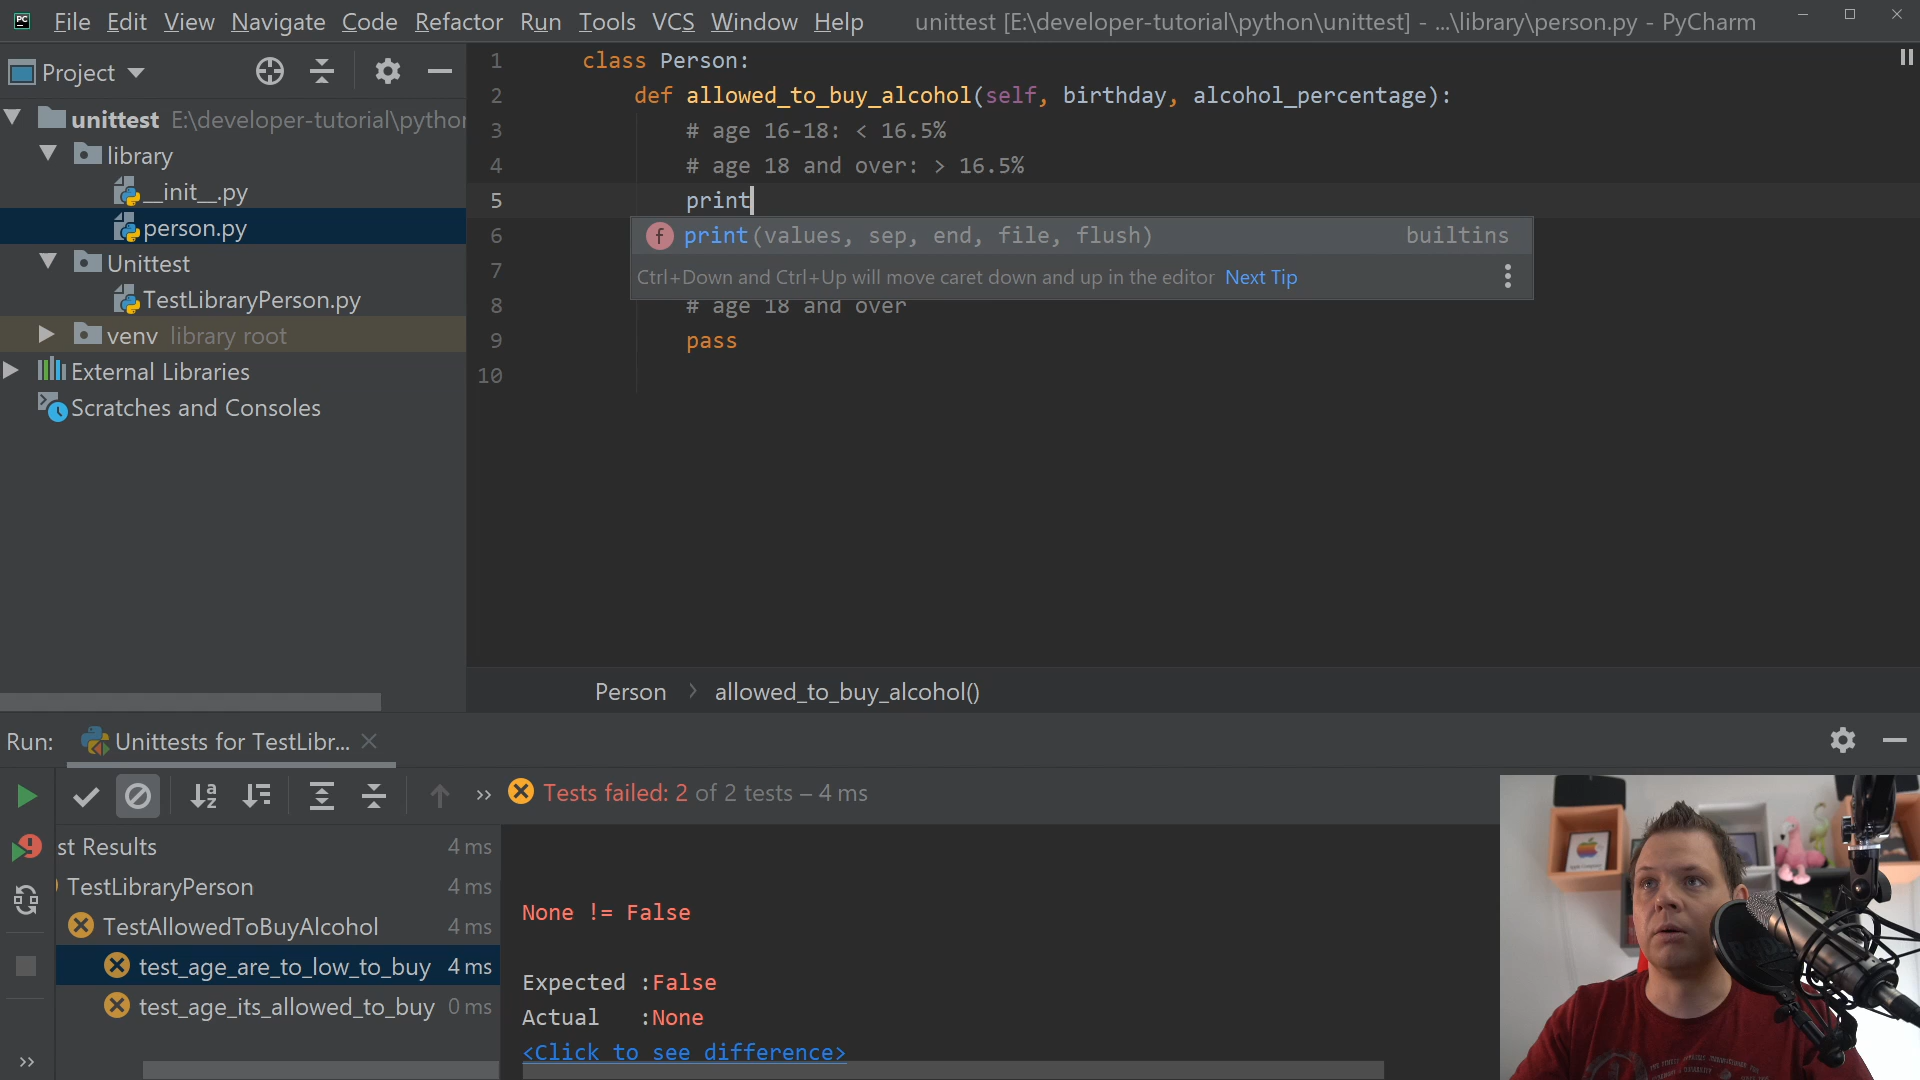 PC File Edit View Navigate Code Refactor Run Tools VCS Window Help unittest [E:\developer-tutorial\python\unittest] - ...\library\person.py - PyCharm
Project
unittest E:\developer-tutorial\python
library
__init__.py
person.py
Unittest
TestLibraryPerson.py
venv library root
External Libraries
Scratches and Consoles
1 class Person:
2 def allowed_to_buy_alcohol(self, birthday, alcohol_percentage):
3 # age 16-18: < 16.5%
4 # age 18 and over: > 16.5%
5 print
6
f print(values, sep, end, file, flush) builtins
7
Ctrl+Down and Ctrl+Up will move caret down and up in the editor Next Tip
8 # age 18 and over
9 pass
10
Person > allowed_to_buy_alcohol()
Run: Unittests for TestLibr...
Tests failed: 2 of 2 tests – 4 ms
st Results 4 ms
TestLibraryPerson 4 ms
TestAllowedToBuyAlcohol 4 ms
test_age_are_to_low_to_buy 4 ms
test_age_its_allowed_to_buy 0 ms
None != False
Expected :False
Actual :None
<Click to see difference>